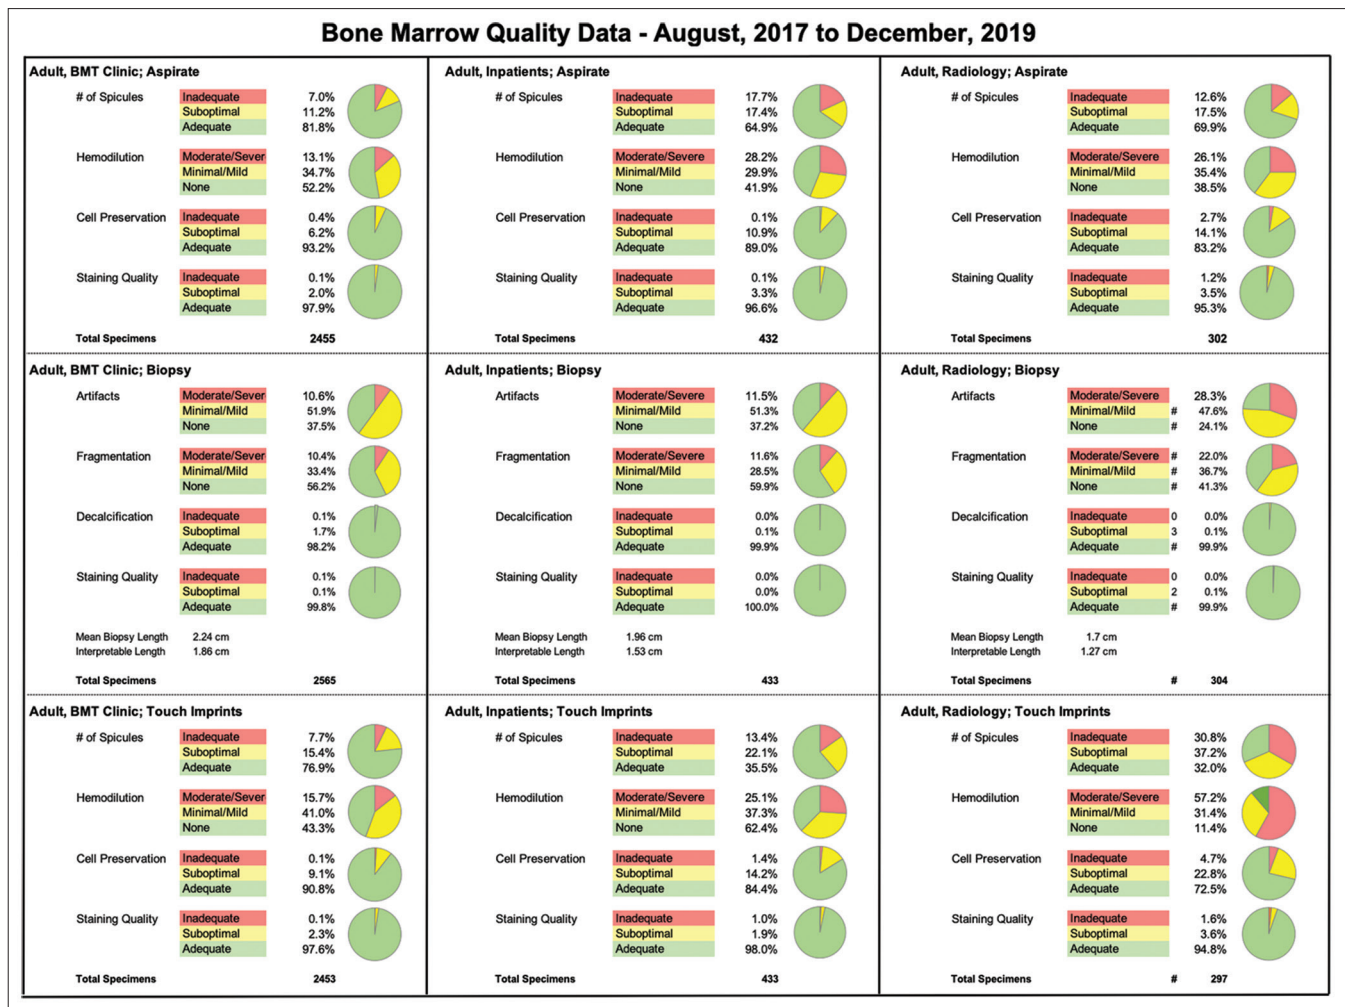 Bone Marrow Quality Data - August, 2017 to December, 2019
Adult, BMT Clinic; Aspirate
# of Spicules Inadequate 7.0%
Suboptimal 11.2%
Adequate 81.8%
Hemodilution Moderate/Sever 13.1%
Minimal/Mild 34.7%
None 52.2%
Cell Preservation Inadequate 0.4%
Suboptimal 6.2%
Adequate 93.2%
Staining Quality Inadequate 0.1%
Suboptimal 2.0%
Adequate 97.9%
Total Specimens 2455
Adult, Inpatients; Aspirate
# of Spicules Inadequate 17.7%
Suboptimal 17.4%
Adequate 64.9%
Hemodilution Moderate/Severe 28.2%
Minimal/Mild 29.9%
None 41.9%
Cell Preservation Inadequate 0.1%
Suboptimal 10.9%
Adequate 89.0%
Staining Quality Inadequate 0.1%
Suboptimal 3.3%
Adequate 96.6%
Total Specimens 432
Adult, Radiology; Aspirate
# of Spicules Inadequate 12.6%
Suboptimal 17.5%
Adequate 69.9%
Hemodilution Moderate/Severe 26.1%
Minimal/Mild 35.4%
None 38.5%
Cell Preservation Inadequate 2.7%
Suboptimal 14.1%
Adequate 83.2%
Staining Quality Inadequate 1.2%
Suboptimal 3.5%
Adequate 95.3%
Total Specimens 302
Adult, BMT Clinic; Biopsy
Artifacts Moderate/Sever 10.6%
Minimal/Mild 51.9%
None 37.5%
Fragmentation Moderate/Sever 10.4%
Minimal/Mild 33.4%
None 56.2%
Decalcification Inadequate 0.1%
Suboptimal 1.7%
Adequate 98.2%
Staining Quality Inadequate 0.1%
Suboptimal 0.1%
Adequate 99.8%
Mean Biopsy Length 2.24 cm
Interpretable Length 1.86 cm
Total Specimens 2565
Adult, Inpatients; Biopsy
Artifacts Moderate/Severe 11.5%
Minimal/Mild 51.3%
None 37.2%
Fragmentation Moderate/Severe 11.6%
Minimal/Mild 28.5%
None 59.9%
Decalcification Inadequate 0.0%
Suboptimal 0.1%
Adequate 99.9%
Staining Quality Inadequate 0.0%
Suboptimal 0.0%
Adequate 100.0%
Mean Biopsy Length 1.96 cm
Interpretable Length 1.53 cm
Total Specimens 433
Adult, Radiology; Biopsy
Artifacts Moderate/Severe 28.3%
Minimal/Mild # 47.6%
None # 24.1%
Fragmentation Moderate/Severe # 22.0%
Minimal/Mild # 36.7%
None # 41.3%
Decalcification Inadequate 0 0.0%
Suboptimal 3 0.1%
Adequate # 99.9%
Staining Quality Inadequate 0 0.0%
Suboptimal 2 0.1%
Adequate # 99.9%
Mean Biopsy Length 1.7 cm
Interpretable Length 1.27 cm
Total Specimens # 304
Adult, BMT Clinic; Touch Imprints
# of Spicules Inadequate 7.7%
Suboptimal 15.4%
Adequate 76.9%
Hemodilution Moderate/Sever 15.7%
Minimal/Mild 41.0%
None 43.3%
Cell Preservation Inadequate 0.1%
Suboptimal 9.1%
Adequate 90.8%
Staining Quality Inadequate 0.1%
Suboptimal 2.3%
Adequate 97.6%
Total Specimens 2453
Adult, Inpatients; Touch Imprints
# of Spicules Inadequate 13.4%
Suboptimal 22.1%
Adequate 35.5%
Hemodilution Moderate/Severe 25.1%
Minimal/Mild 37.3%
None 62.4%
Cell Preservation Inadequate 1.4%
Suboptimal 14.2%
Adequate 84.4%
Staining Quality Inadequate 1.0%
Suboptimal 1.9%
Adequate 98.0%
Total Specimens 433
Adult, Radiology; Touch Imprints
# of Spicules Inadequate 30.8%
Suboptimal 37.2%
Adequate 32.0%
Hemodilution Moderate/Severe 57.2%
Minimal/Mild 31.4%
None 11.4%
Cell Preservation Inadequate 4.7%
Suboptimal 22.8%
Adequate 72.5%
Staining Quality Inadequate 1.6%
Suboptimal 3.6%
Adequate 94.8%
Total Specimens # 297